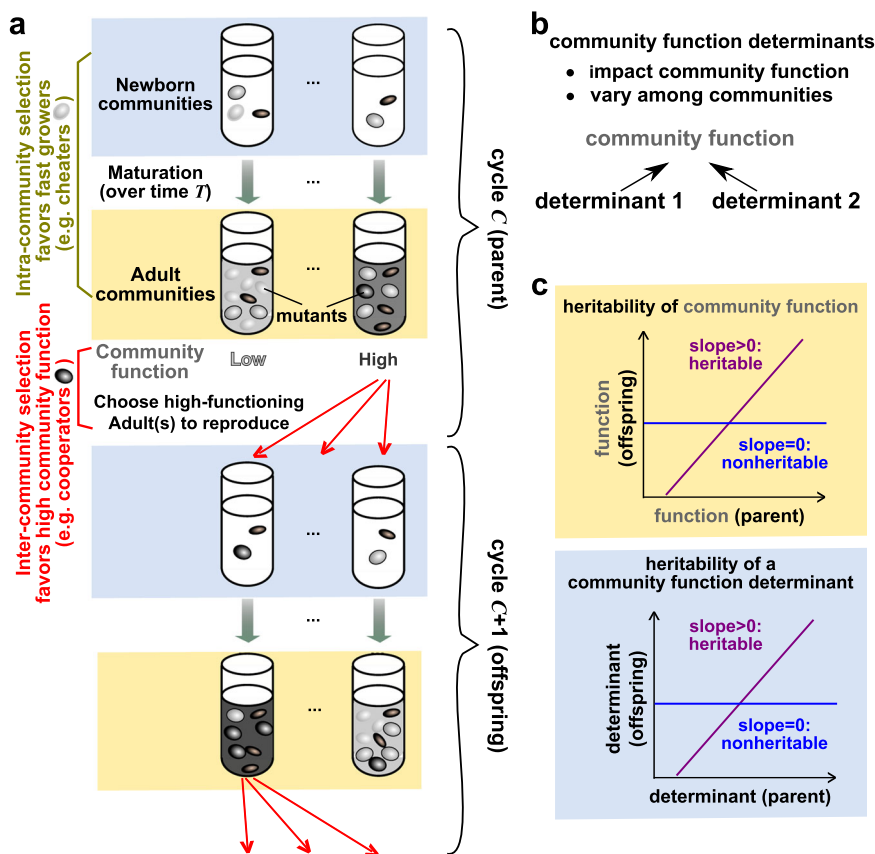 a
Intra-community selection
favors fast growers
(e.g. cheaters )
Newborn
communities
...
...
Maturation
(over time T)
...
Adult
communities
...
mutants
cycle C (parent)
Community
function
Low
High
Inter-community selection
favors high community function
(e.g. cooperators )
Choose high-functioning
Adult(s) to reproduce
...
...
...
cycle C+1 (offspring)
b
community function determinants
• impact community function
• vary among communities
community function
determinant 1
determinant 2
c
heritability of community function
slope>0:
heritable
slope=0:
nonheritable
function
(offspring)
function (parent)
heritability of a
community function determinant
slope>0:
heritable
slope=0:
nonheritable
determinant
(offspring)
determinant (parent)